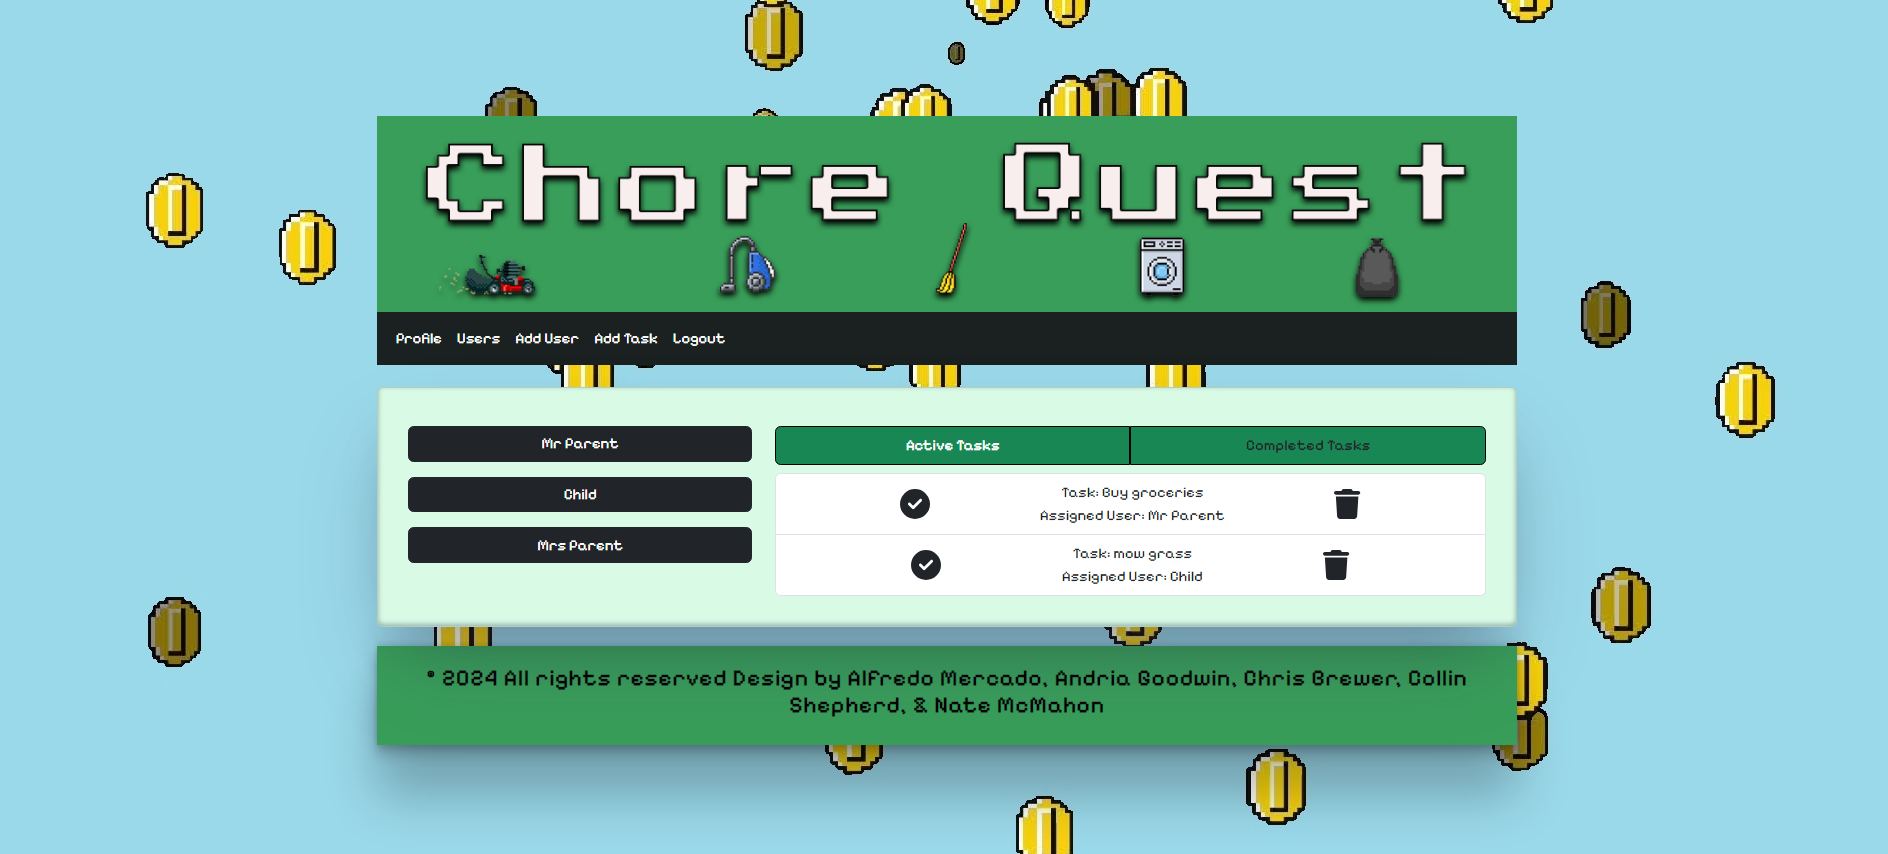 Chore Quest
Profile Users Add User Add Task Logout
Mr Parent
Child
Mrs Parent
Active Tasks Completed Tasks
Task: Buy groceries
Assigned User: Mr Parent
Task: mow grass
Assigned User: Child
© 2024 All rights reserved Design by Alfredo Mercado, Andria Goodwin, Chris Brewer, Collin
Shepherd, & Nate McMahon